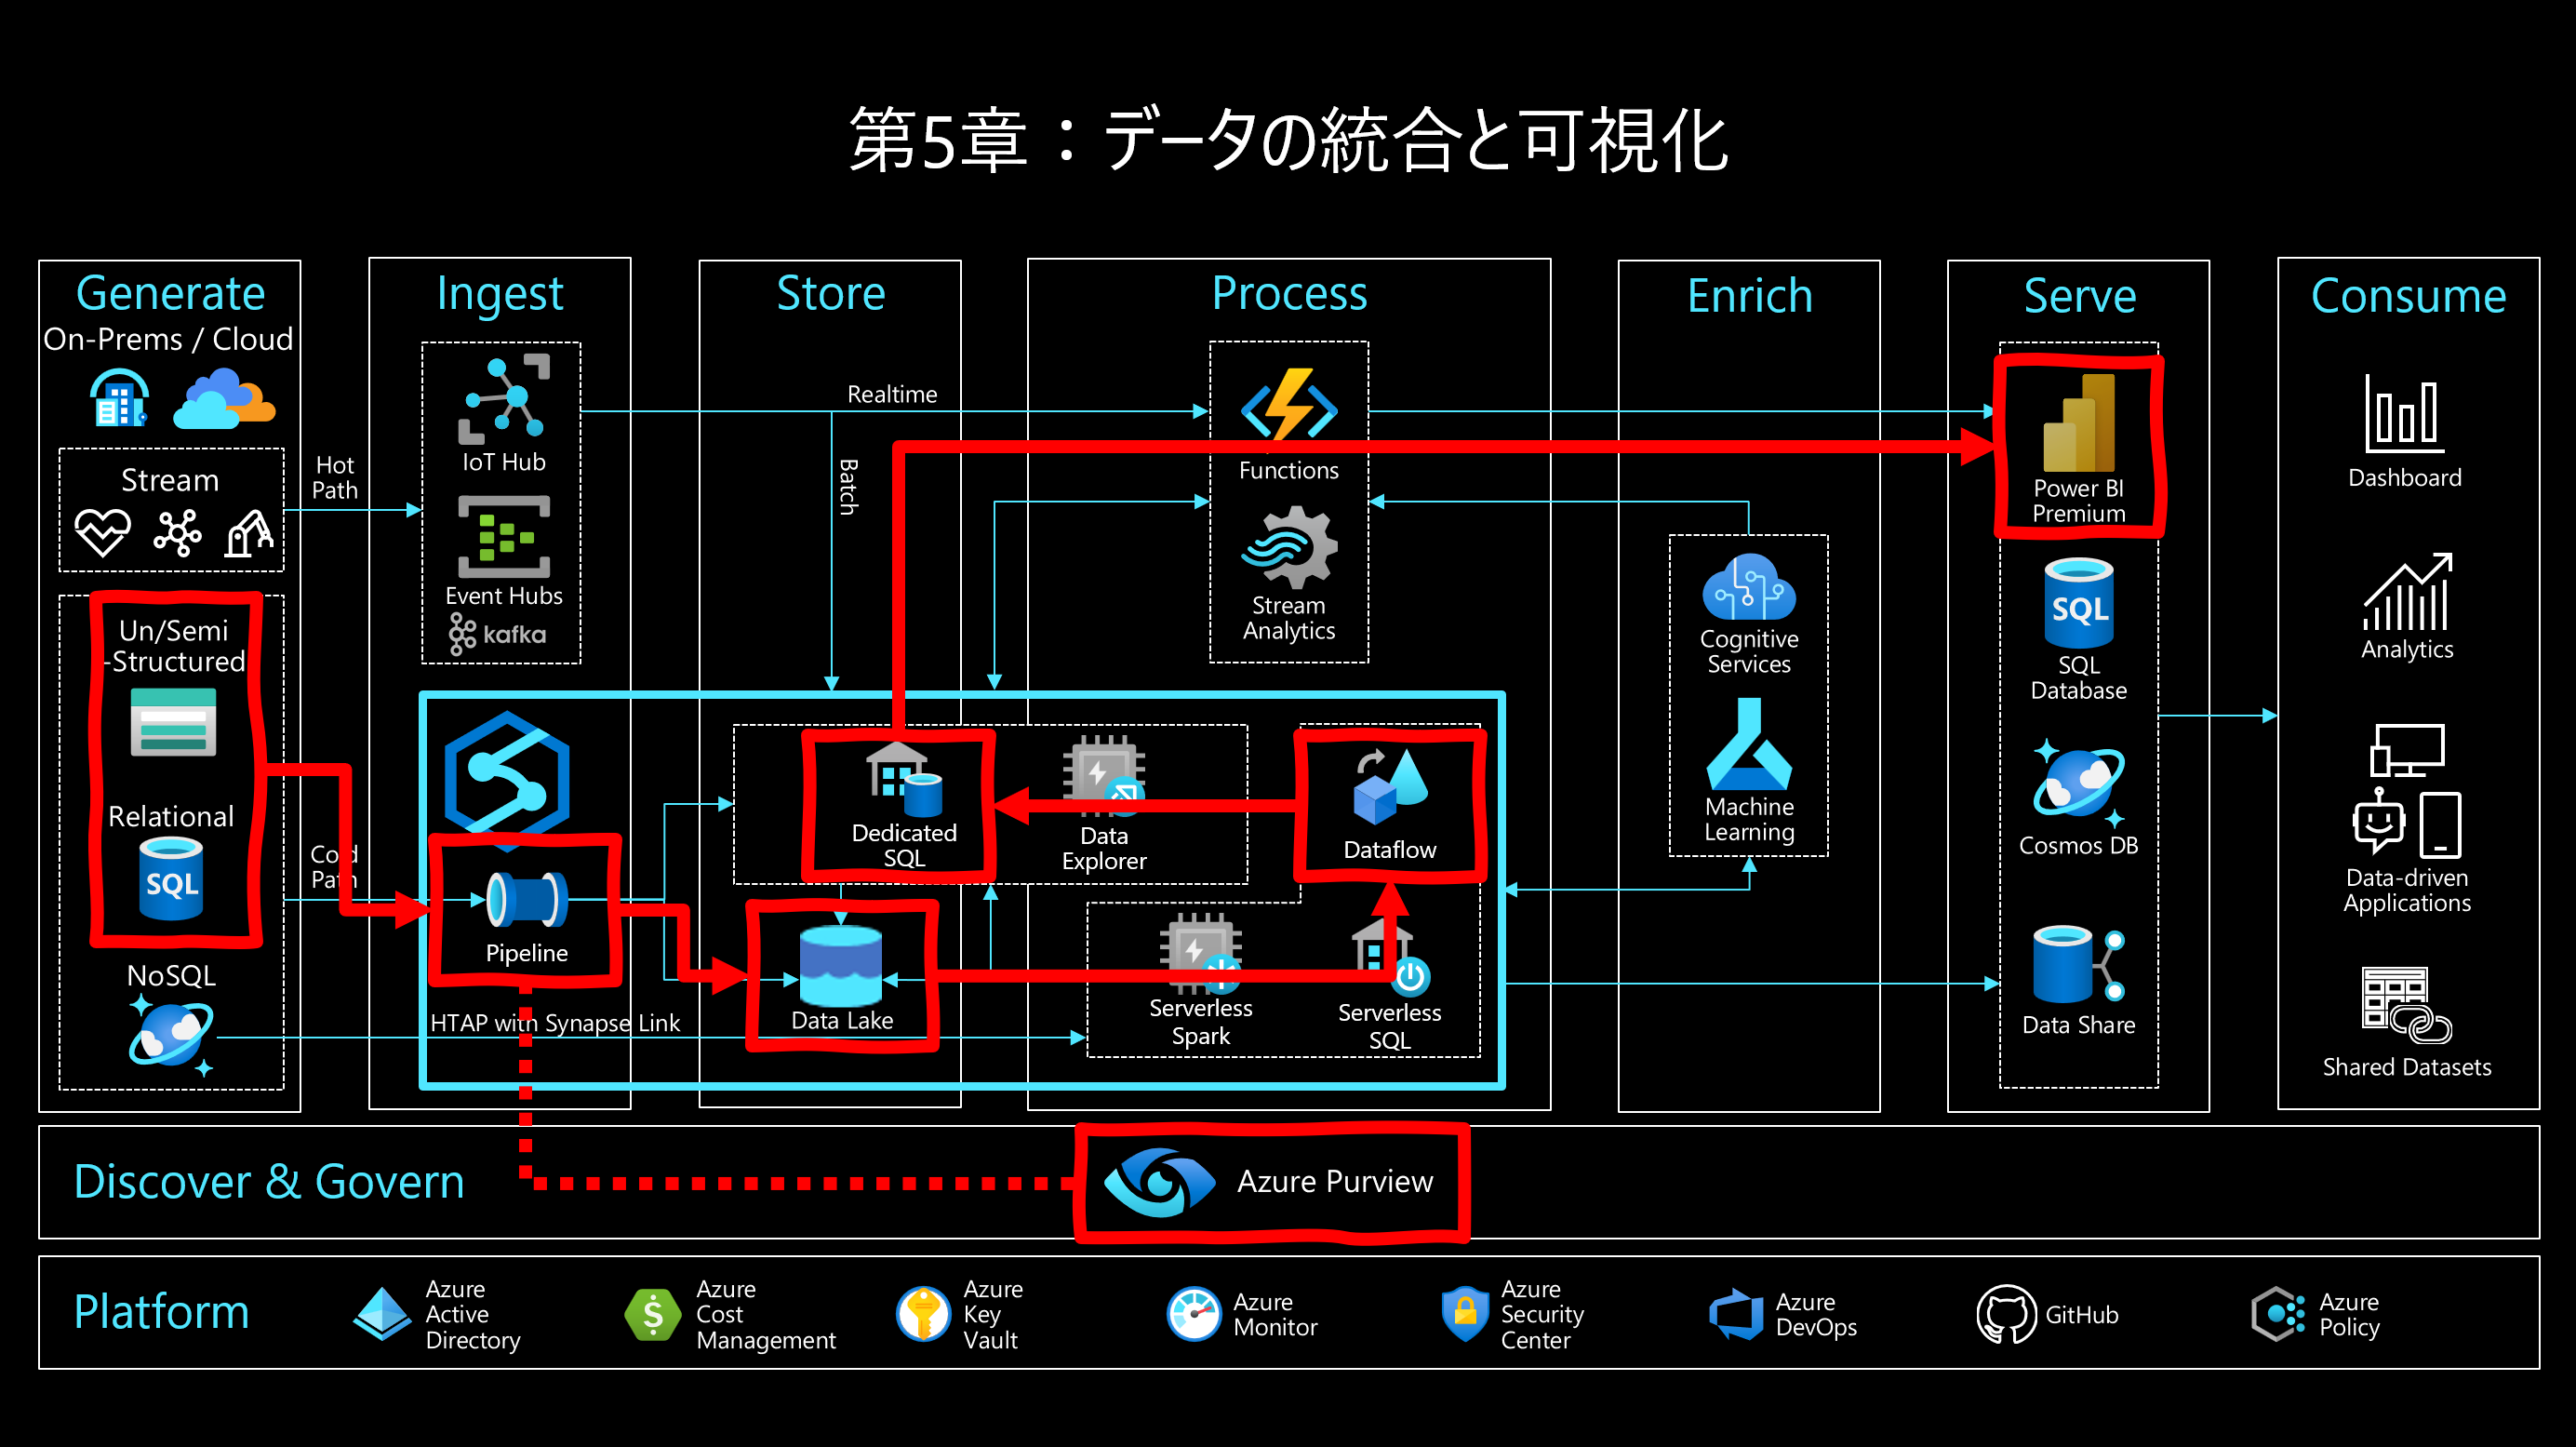 第5章：データの統合と可視化
Generate
On-Prems / Cloud
Stream
Un/Semi
-Structured
Relational
SQL
NoSQL
Hot
Path
Cold
Path
Ingest
IoT Hub
Event Hubs
kafka
Pipeline
HTAP with Synapse Link
Store
Realtime
Batch
Dedicated
SQL
Data Lake
Process
Functions
Stream
Analytics
Data
Explorer
Dataflow
Serverless
Spark
Serverless
SQL
Enrich
Cognitive
Services
Machine
Learning
Serve
Power BI
Premium
SQL
SQL
Database
Cosmos DB
Data Share
Consume
Dashboard
Analytics
Data-driven
Applications
Shared Datasets
Discover & Govern
Azure Purview
Platform
Azure
Active
Directory
Azure
Cost
Management
Azure
Key
Vault
Azure
Monitor
Azure
Security
Center
Azure
DevOps
GitHub
Azure
Policy